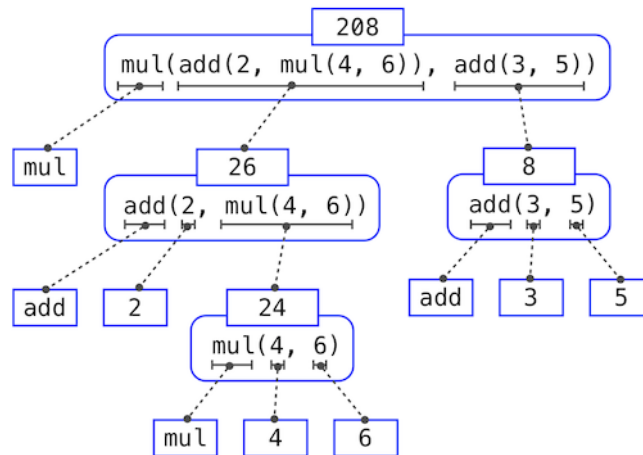 208
mul(add(2, mul(4, 6)), add(3, 5))
mul
26
8
add(2, mul(4, 6))
add(3, 5)
add
2
24
add
3
5
mul(4, 6)
mul
4
6